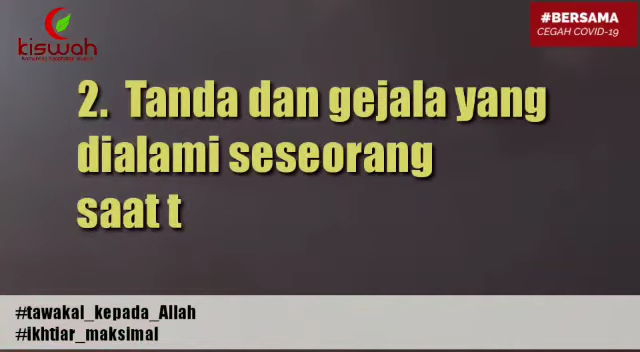 kiswah
#BERSAMA
CEGAH COVID-19
2. Tanda dan gejala yang
dialami seseorang
saat t
#tawakal_kepada_Allah
#ikhtiar_maksimal